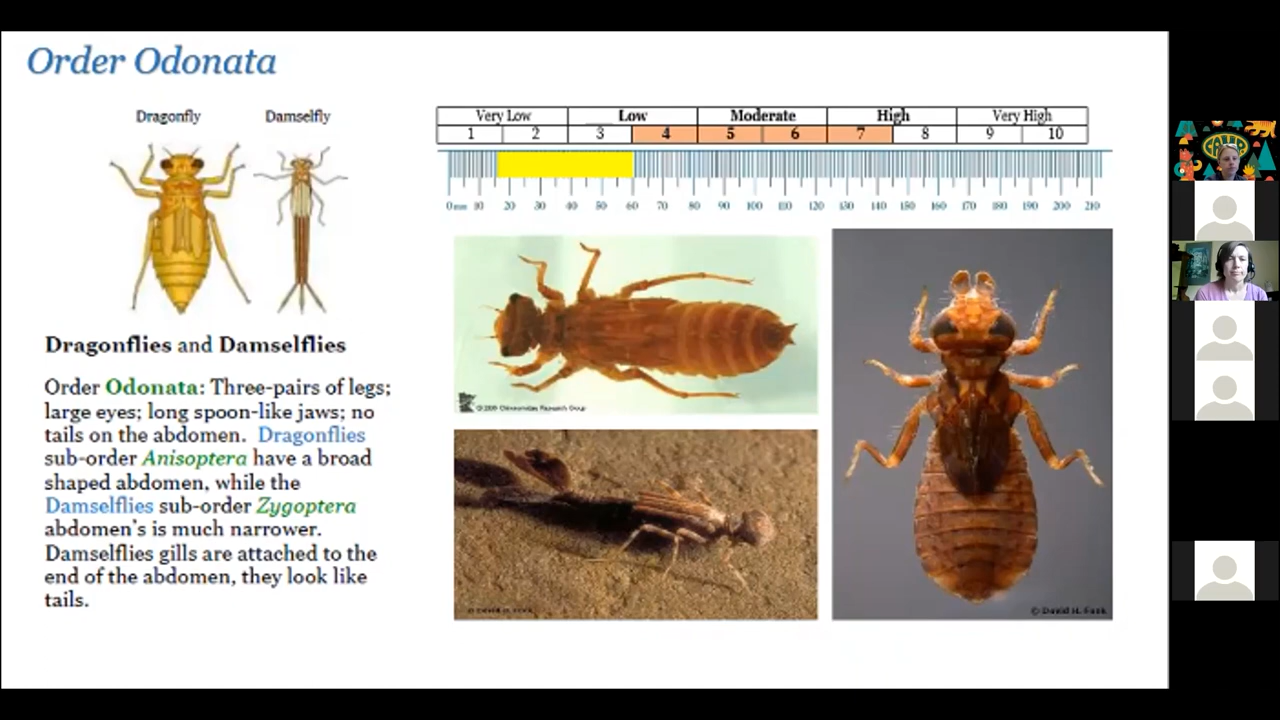 Order Odonata
Dragonfly Damselfly
Very Low Low Moderate High Very High
1 2 3 4 5 6 7 8 9 10
0 mm 10 20 30 40 50 60 70 80 90 100 110 120 130 140 150 160 170 180 190 200 210
Dragonflies and Damselflies
Order Odonata: Three-pairs of legs;
large eyes; long spoon-like jaws; no
tails on the abdomen. Dragonflies
sub-order Anisoptera have a broad
shaped abdomen, while the
Damselflies sub-order Zygoptera
abdomen's is much narrower.
Damselflies gills are attached to the
end of the abdomen, they look like
tails.
Chironomidae Research Group
© David H. Funk